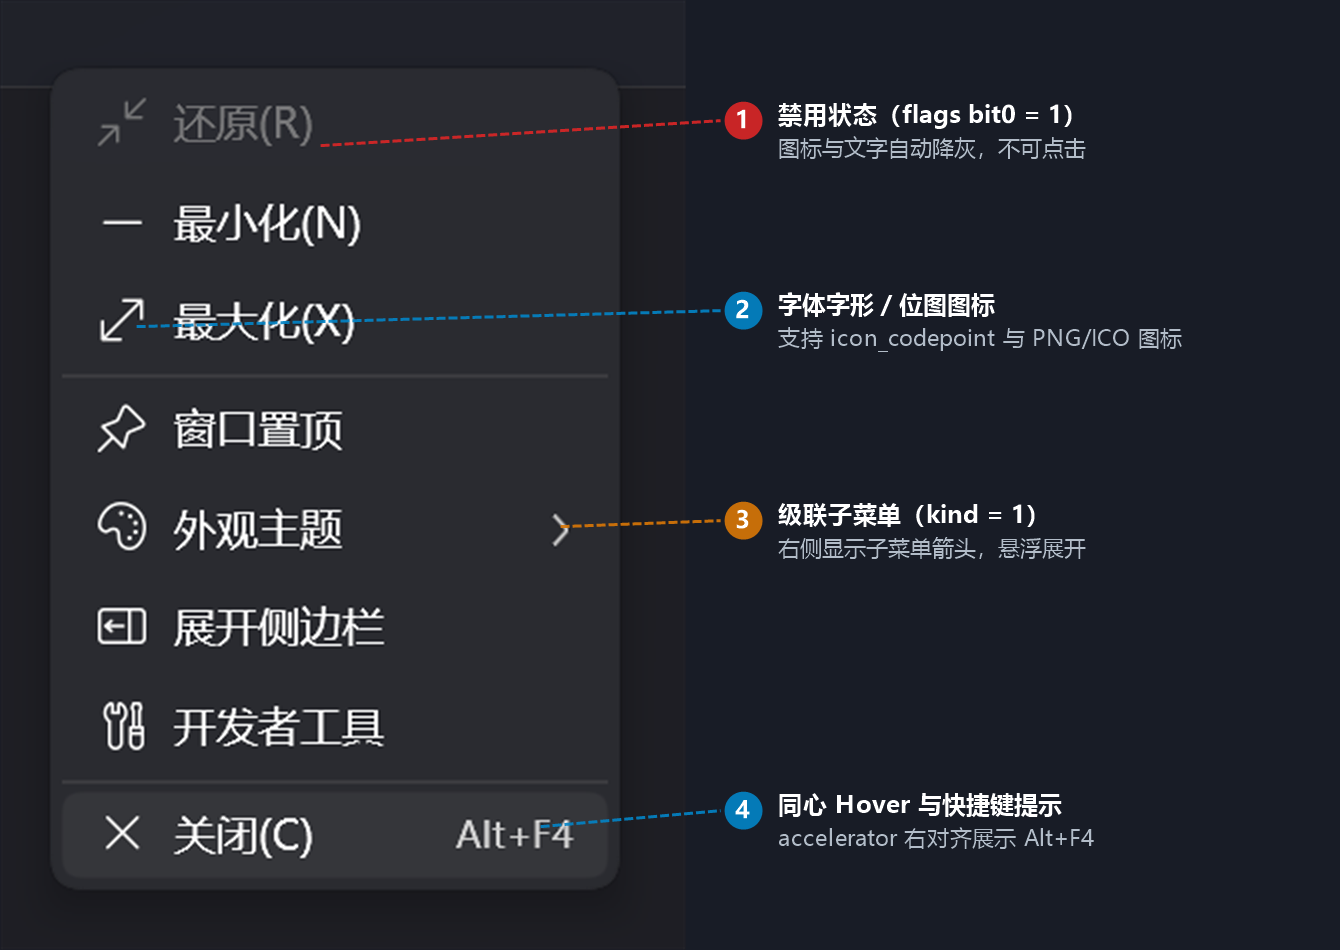 还原(R)
最小化(N)
最大化(X)
窗口置顶
外观主题
展开侧边栏
开发者工具
关闭(C) Alt+F4
1 禁用状态（flags bit0 = 1）
图标与文字自动降灰，不可点击
2 字体字形 / 位图图标
支持 icon_codepoint 与 PNG/ICO 图标
3 级联子菜单（kind = 1）
右侧显示子菜单箭头，悬浮展开
4 同心 Hover 与快捷键提示
accelerator 右对齐展示 Alt+F4